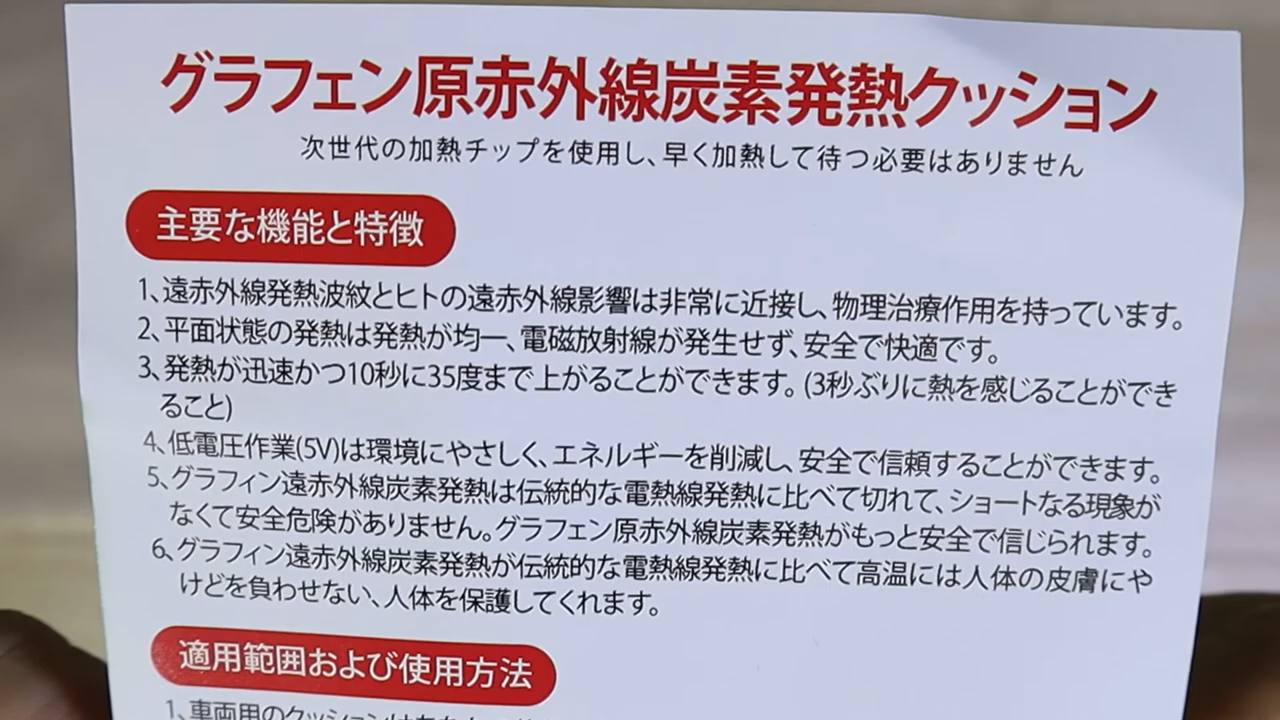 グラフェン原赤外線炭素発熱クッション
次世代の加熱チップを使用し、早く加熱して待つ必要はありません
主要な機能と特徴
1、遠赤外線発熱波紋とヒトの遠赤外線影響は非常に近接し、物理治療作用を持っています。
2、平面状態の発熱は発熱が均一、電磁放射線が発生せず、安全で快適です。
3、発熱が迅速かつ10秒に35度まで上がることができます。(3秒ぶりに熱を感じることができ
ること)
4、低電圧作業(5V)は環境にやさしく、エネルギーを削減し、安全で信頼することができます。
5、グラフィン遠赤外線炭素発熱は伝統的な電熱線発熱に比べて切れて、ショートなる現象が
なくて安全危険がありません。グラフェン原赤外線炭素発熱がもっと安全で信じられます。
6、グラフィン遠赤外線炭素発熱が伝統的な電熱線発熱に比べて高温には人体の皮膚にや
けどを負わせない、人体を保護してくれます。
適用範囲および使用方法
1、車両用のクッションは